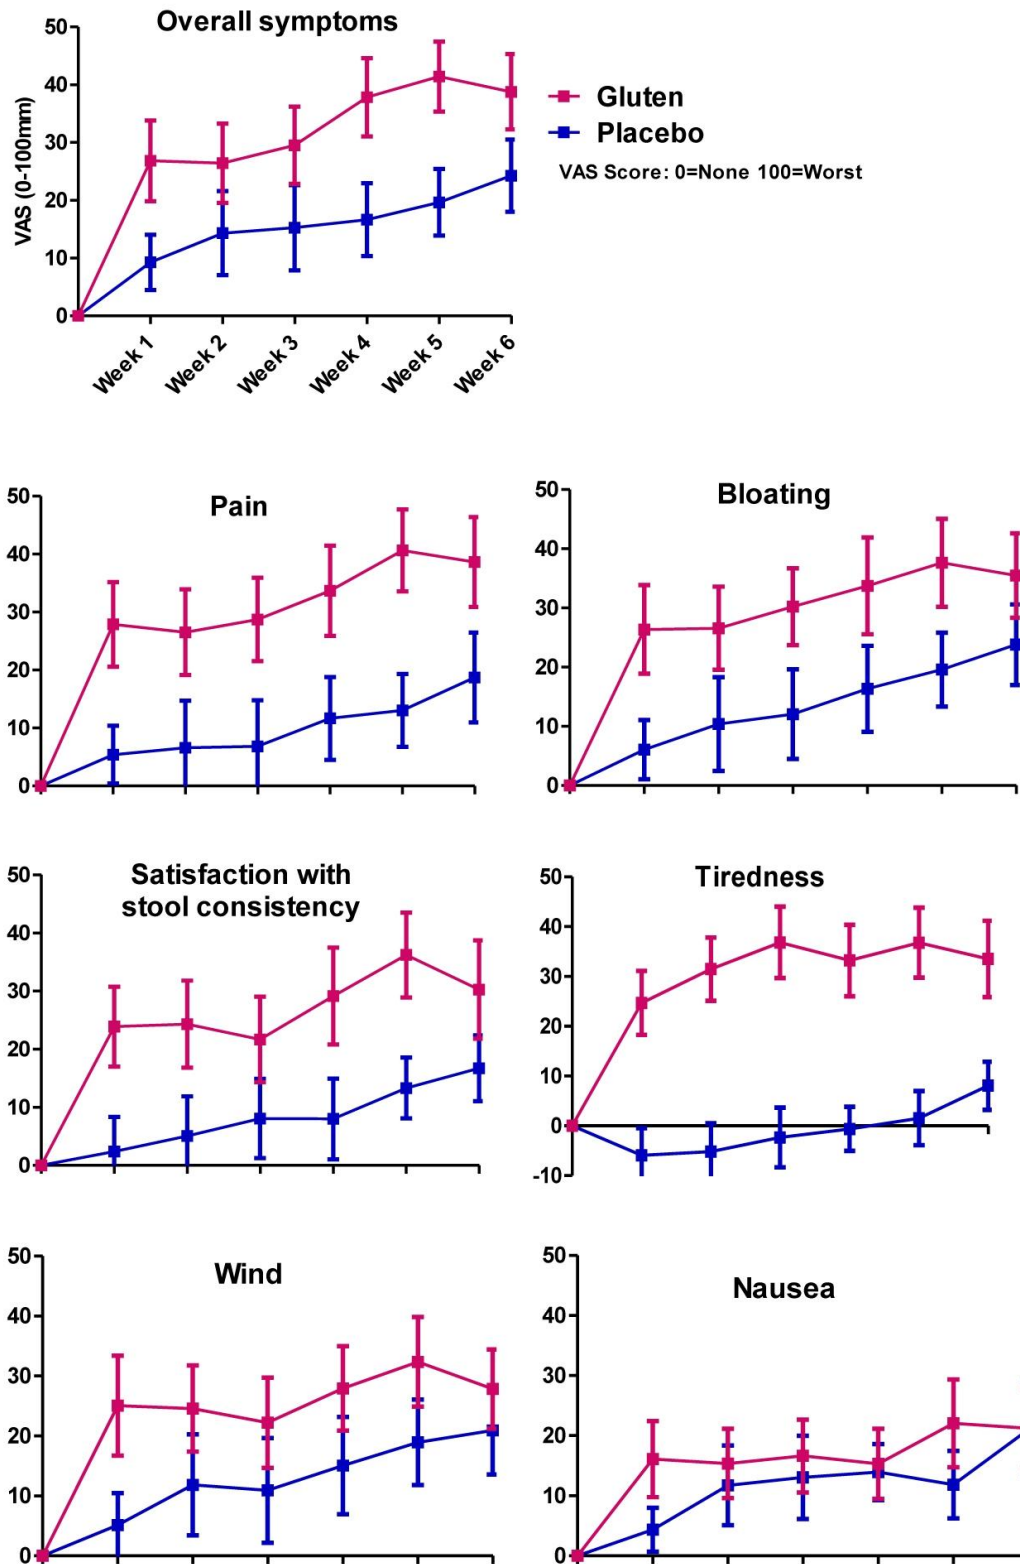 Overall symptoms
50
40
30
20
10
0
VAS (0-100mm)
Week 1
Week 2
Week 3
Week 4
Week 5
Week 6
Gluten
Placebo
VAS Score: 0=None 100=Worst
Pain
50
40
30
20
10
0
Bloating
50
40
30
20
10
0
Satisfaction with
stool consistency
50
40
30
20
10
0
Tiredness
50
40
30
20
10
0
-10
Wind
50
40
30
20
10
0
Nausea
50
40
30
20
10
0